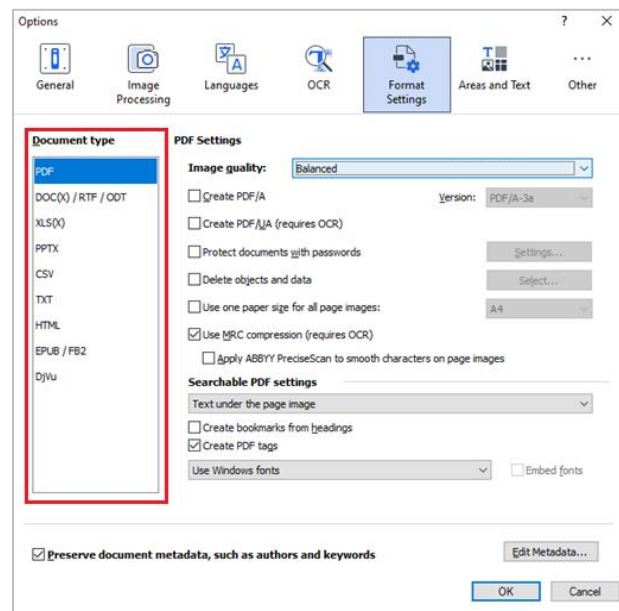 Options
?
General
Image
Processing
Languages
OCR
Format
Settings
Areas and Text
Other
Document type
PDF
DOC(X) / RTF / ODT
XLS(X)
PPTX
CSV
TXT
HTML
EPUB / FB2
DjVu
PDF Settings
Image quality: Balanced
Create PDF/A Version: PDF/A-3a
Create PDF/UA (requires OCR)
Protect documents with passwords Settings...
Delete objects and data Select...
Use one paper size for all page images: A4
Use MRC compression (requires OCR)
Apply ABBYY PreciseScan to smooth characters on page images
Searchable PDF settings
Text under the page image
Create bookmarks from headings
Create PDF tags
Use Windows fonts Embed fonts
Preserve document metadata, such as authors and keywords Edit Metadata...
OK Cancel